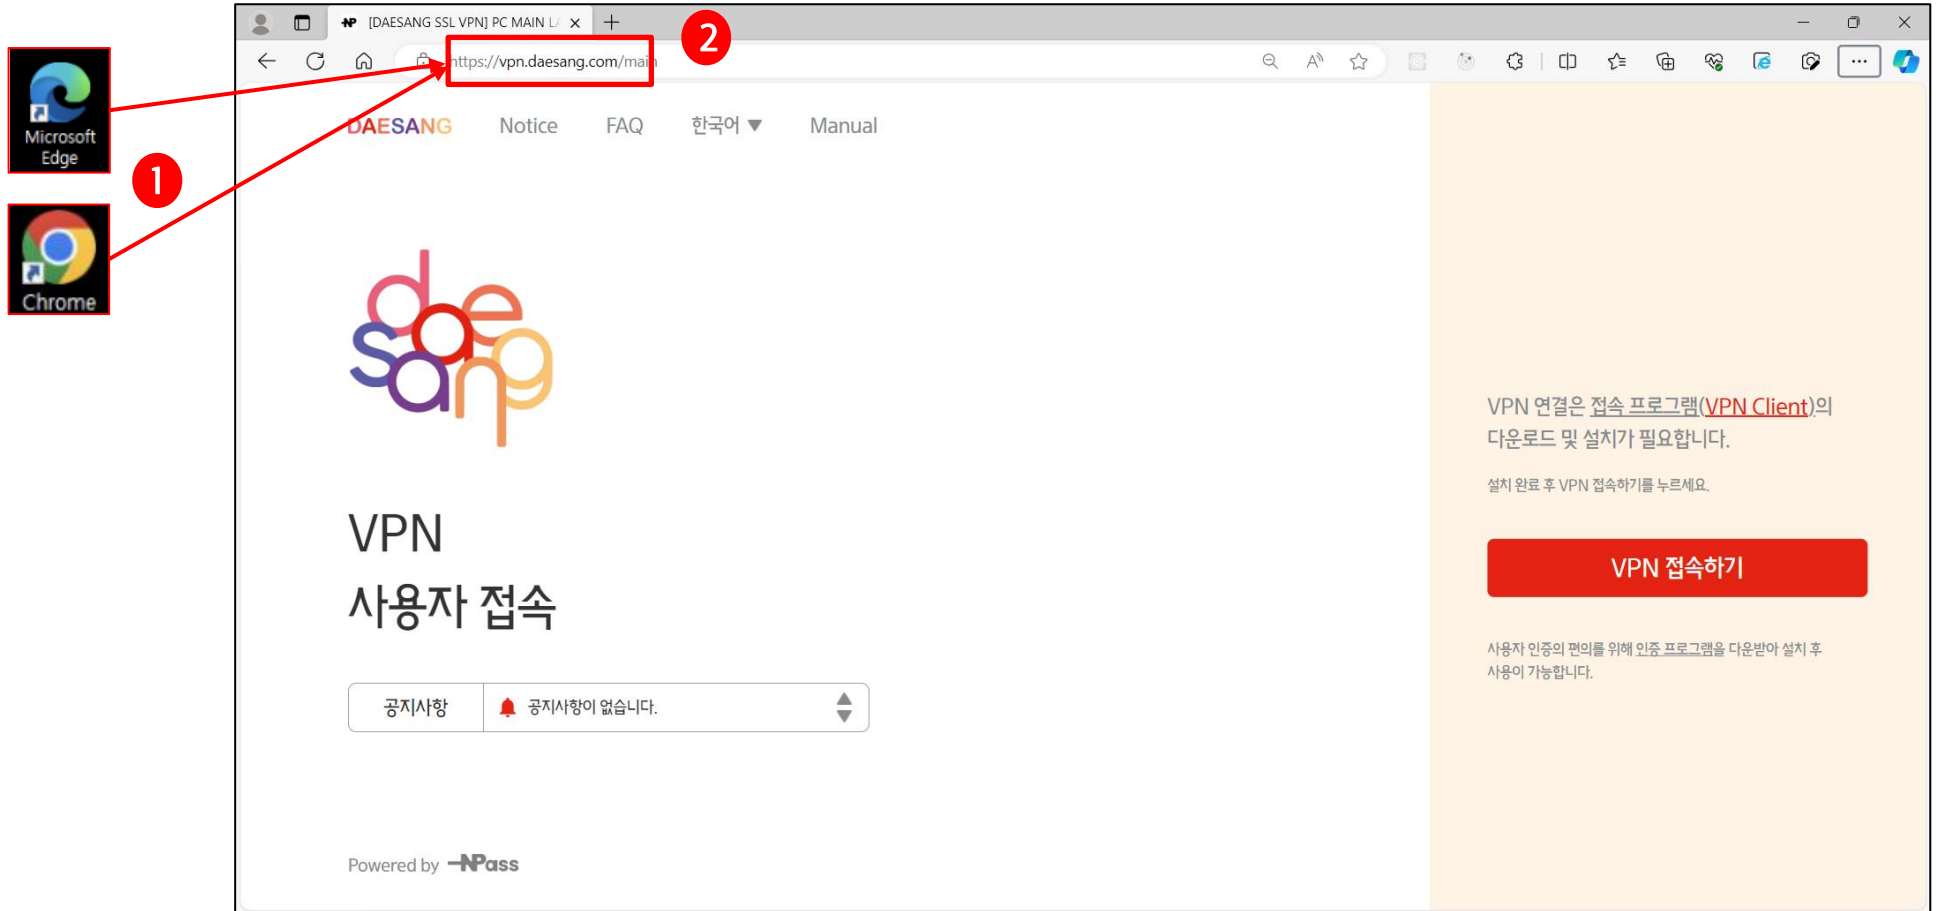 [DAESANG SSL VPN] PC MAIN LA
2
https://vpn.daesang.com/main
Microsoft
Edge
1
Chrome
DAESANG Notice FAQ 한국어 ▼ Manual
daesang
VPN
사용자 접속
공지사항 공지사항이 없습니다.
Powered by NPass
VPN 연결은 접속 프로그램(VPN Client)의
다운로드 및 설치가 필요합니다.
설치 완료 후 VPN 접속하기를 누르세요.
VPN 접속하기
사용자 인증의 편의를 위해 인증 프로그램을 다운받아 설치 후
사용이 가능합니다.